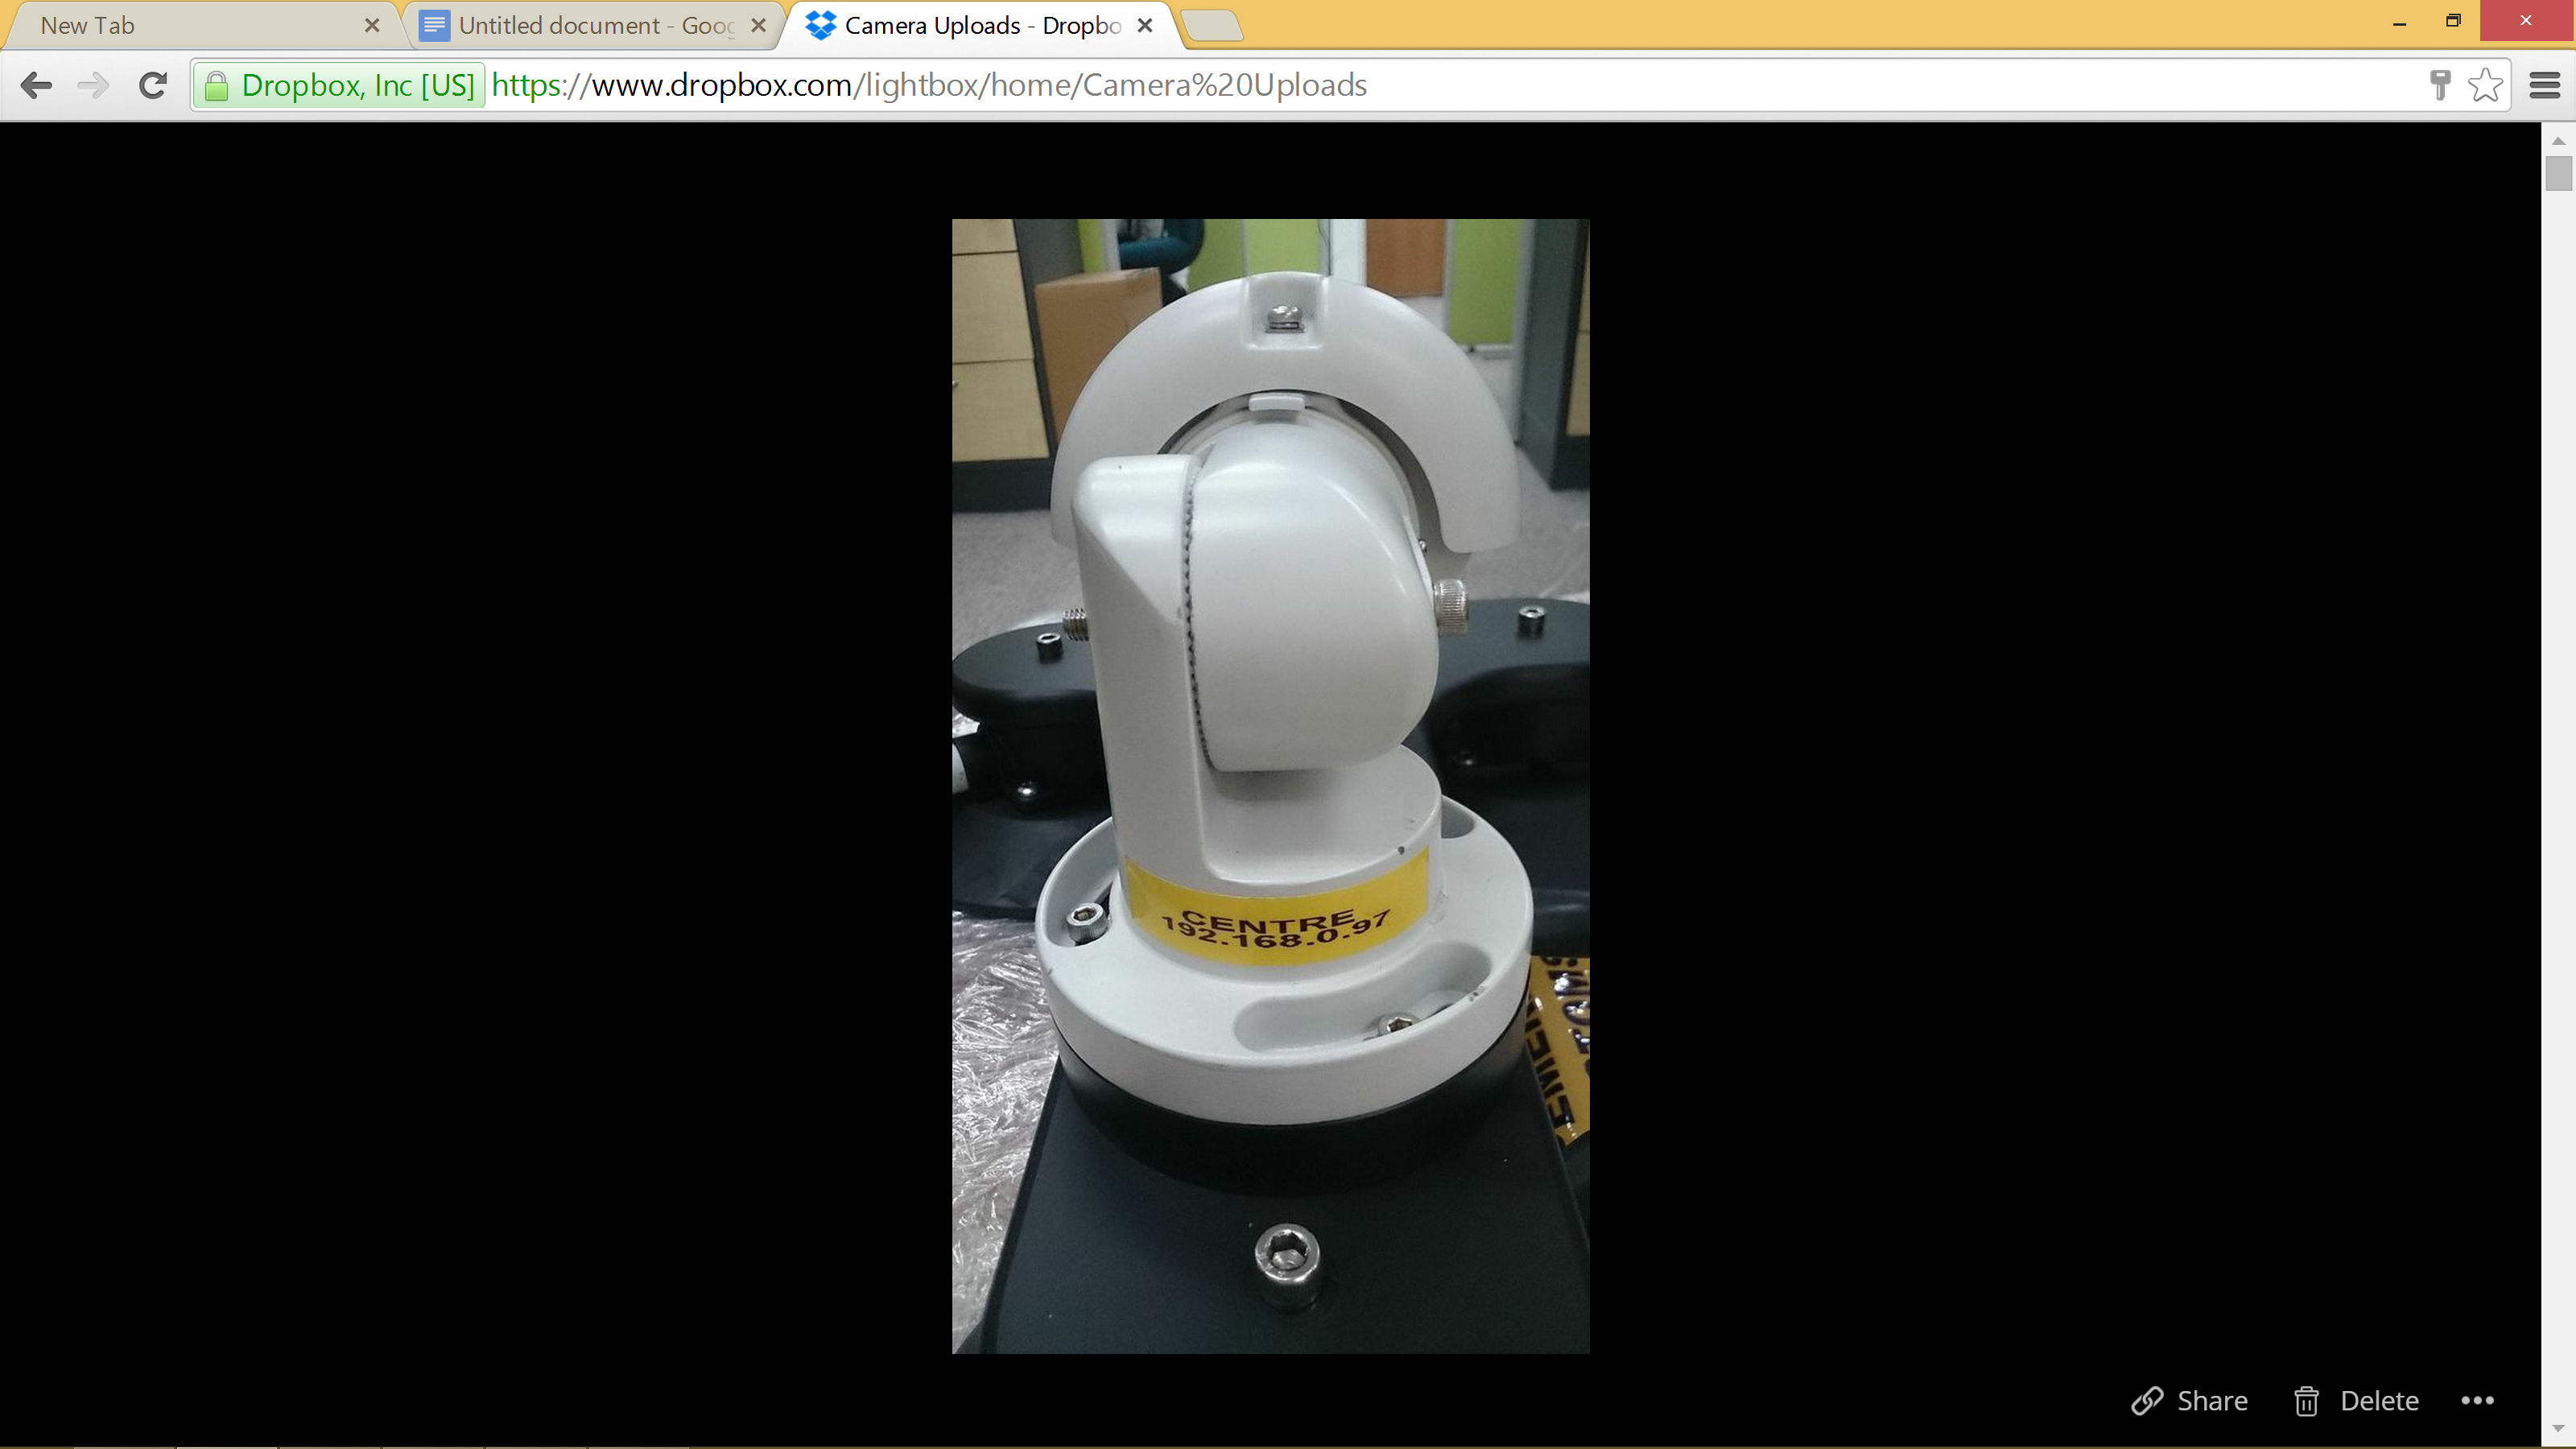 New Tab
Untitled document - Goog
Camera Uploads - Dropbo
Dropbox, Inc [US] https://www.dropbox.com/lightbox/home/Camera%20Uploads
CENTRE
192.168.0.97
Share
Delete